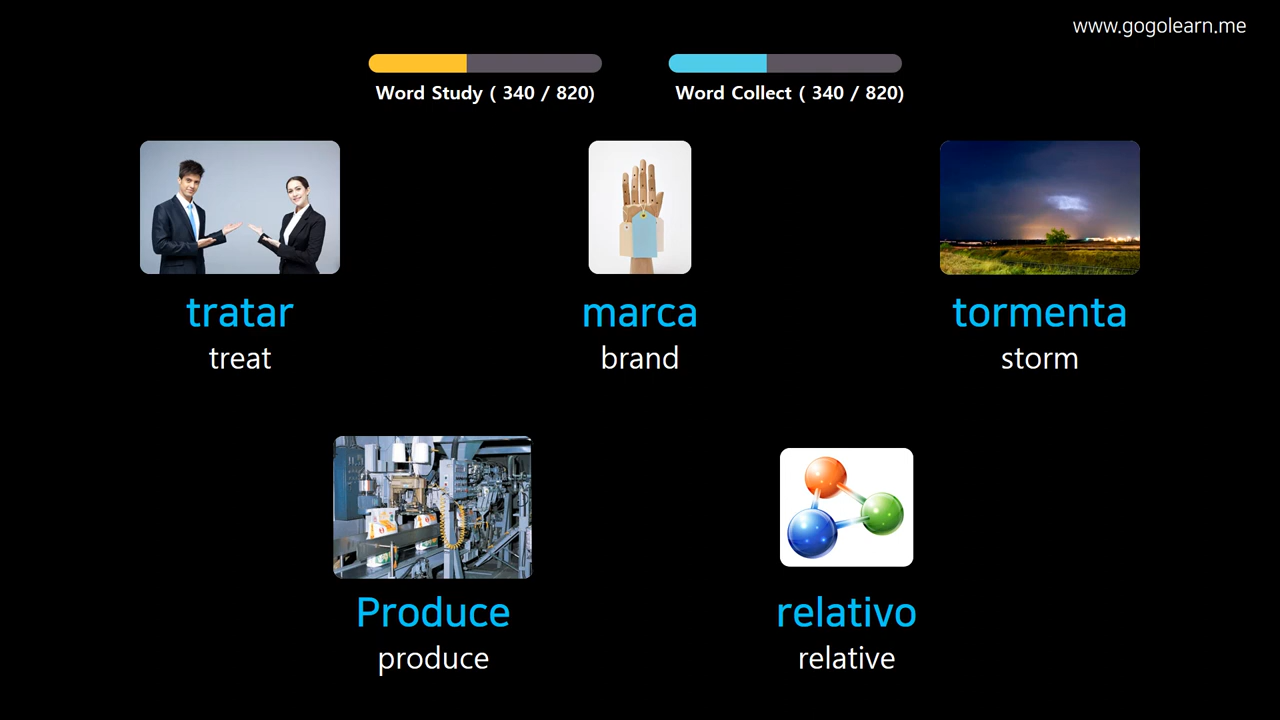 www.gogolearn.me
Word Study ( 340 / 820)
Word Collect ( 340 / 820)
tratar
treat
marca
brand
tormenta
storm
Produce
produce
relativo
relative